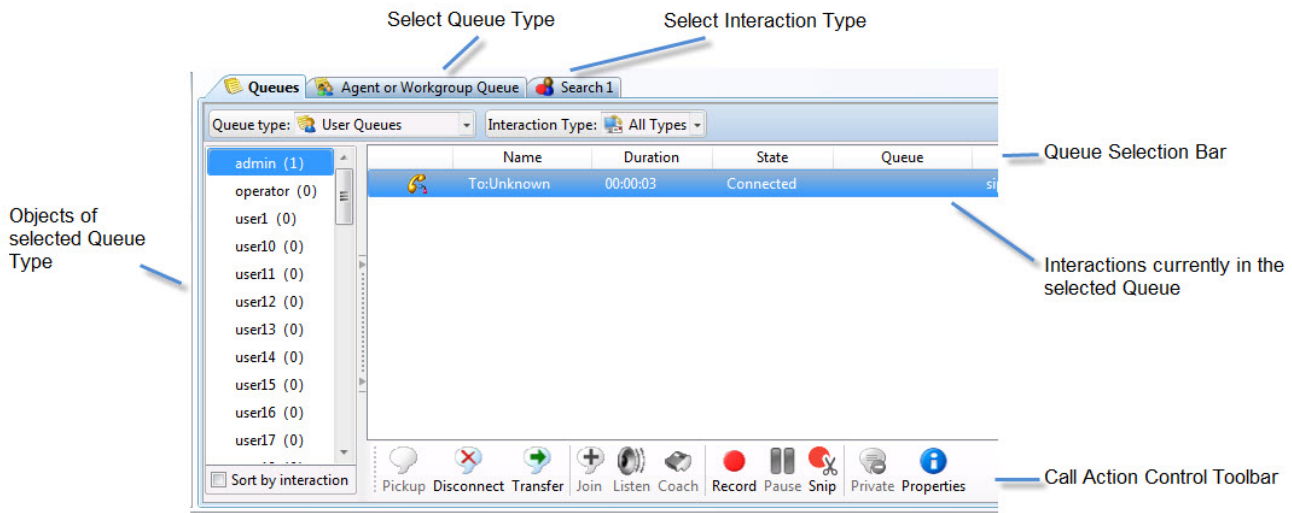 Select Queue Type
Select Interaction Type
Queues
Agent or Workgroup Queue
Search 1
Queue type:
User Queues
Interaction Type:
All Types
Queue Selection Bar
admin (1)
operator (0)
user1 (0)
user10 (0)
user11 (0)
user12 (0)
user13 (0)
user14 (0)
user15 (0)
user16 (0)
user17 (0)
Sort by interaction
Name Duration State Queue
To:Unknown 00:00:03 Connected
Objects of
selected Queue
Type
Interactions currently in the
selected Queue
Pickup Disconnect Transfer Join Listen Coach Record Pause Snip Private Properties
Call Action Control Toolbar